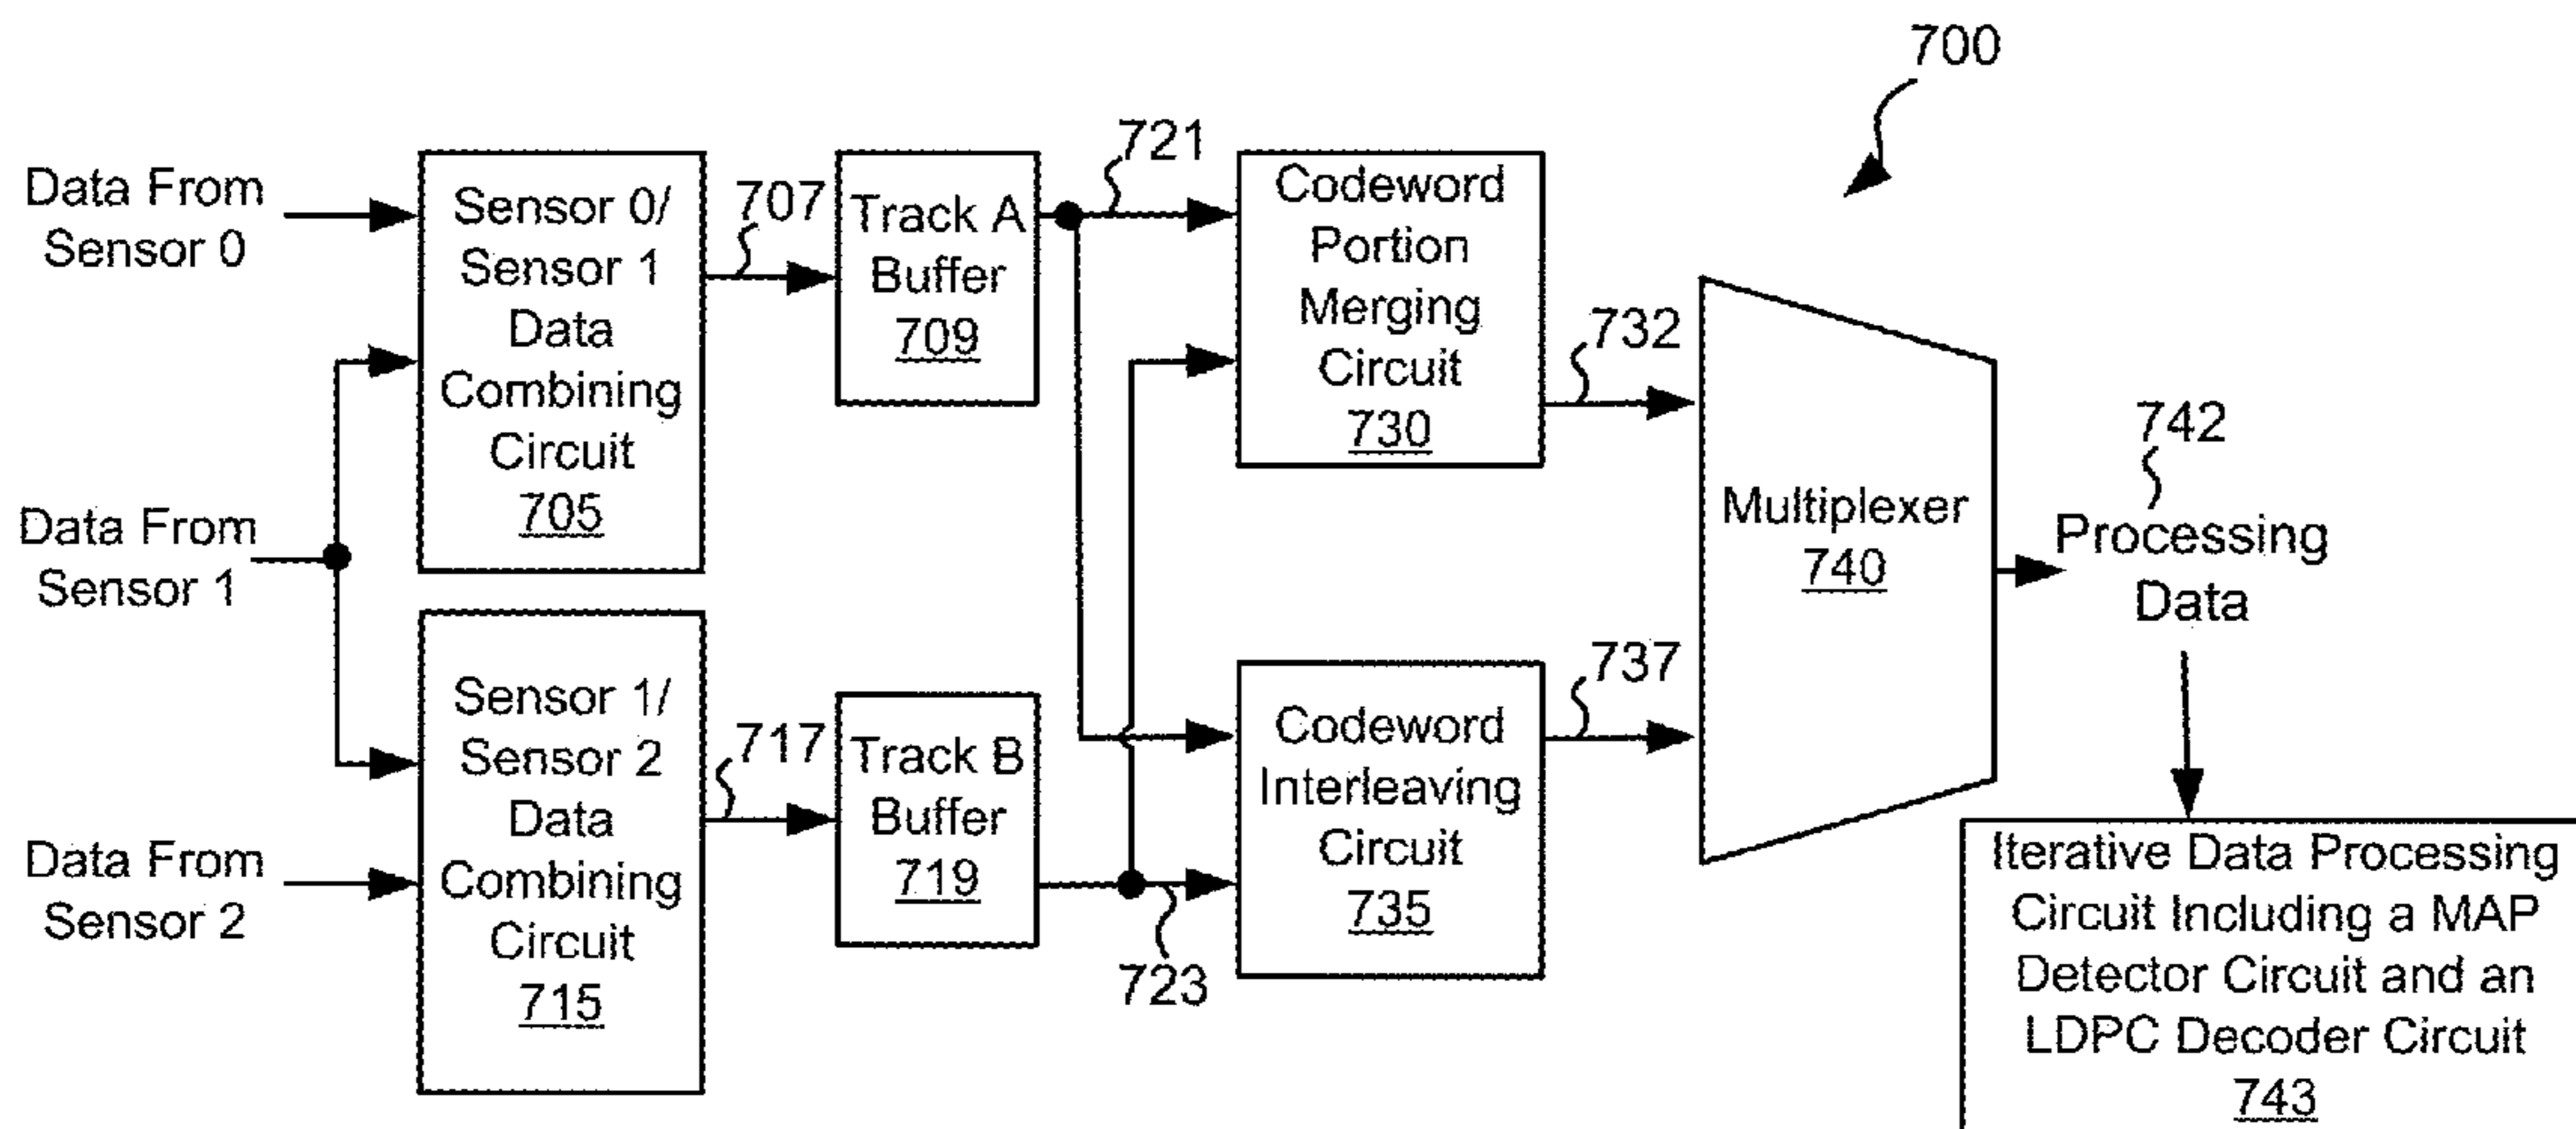 700
Data From
Sensor 0
Sensor 0/
Sensor 1
Data
Combining
Circuit
705
707
Track A
Buffer
709
721
Codeword
Portion
Merging
Circuit
730
732
Data From
Sensor 1
Multiplexer
740
742
Processing
Data
Data From
Sensor 2
Sensor 1/
Sensor 2
Data
Combining
Circuit
715
717
Track B
Buffer
719
723
Codeword
Interleaving
Circuit
735
737
Iterative Data Processing
Circuit Including a MAP
Detector Circuit and an
LDPC Decoder Circuit
743